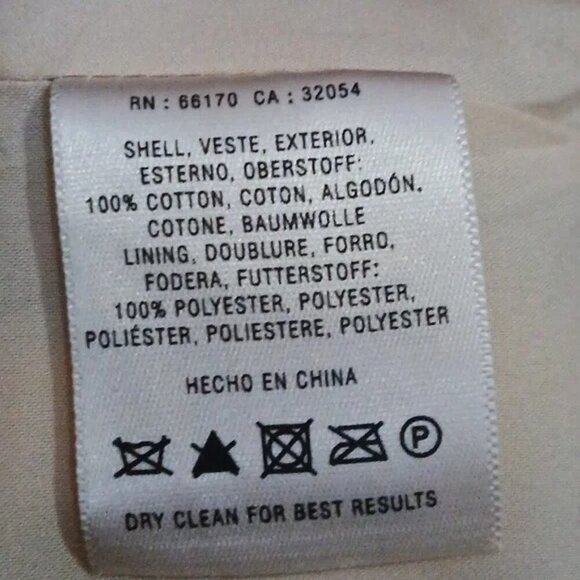 RN : 66170 CA : 32054
SHELL, VESTE, EXTERIOR,
ESTERNO, OBERSTOFF:
100% COTTON, COTON, ALGODÓN,
COTONE, BAUMWOLLE
LINING, DOUBLURE, FORRO,
FODERA, FUTTERSTOFF:
100% POLYESTER, POLYESTER,
POLIÉSTER, POLIESTERE, POLYESTER
HECHO EN CHINA
P
DRY CLEAN FOR BEST RESULTS